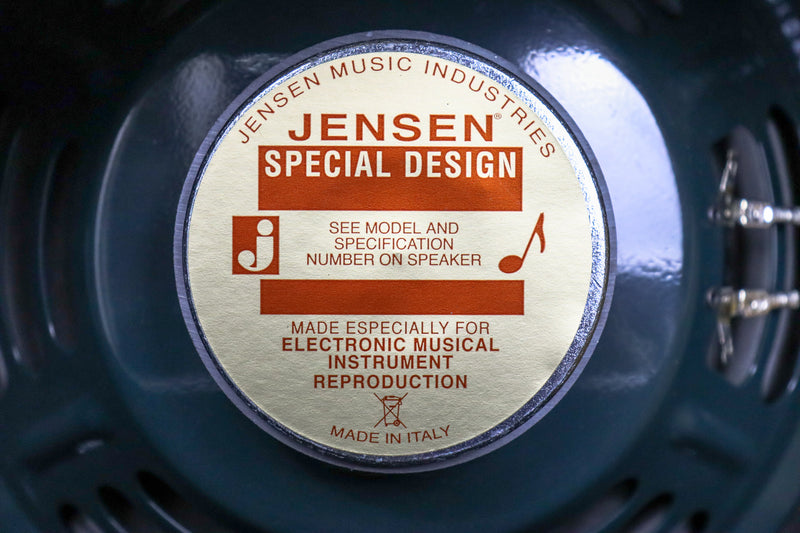 JENSEN MUSIC INDUSTRIES
JENSEN®
SPECIAL DESIGN
j
SEE MODEL AND
SPECIFICATION
NUMBER ON SPEAKER
MADE ESPECIALLY FOR
ELECTRONIC MUSICAL
INSTRUMENT
REPRODUCTION
MADE IN ITALY